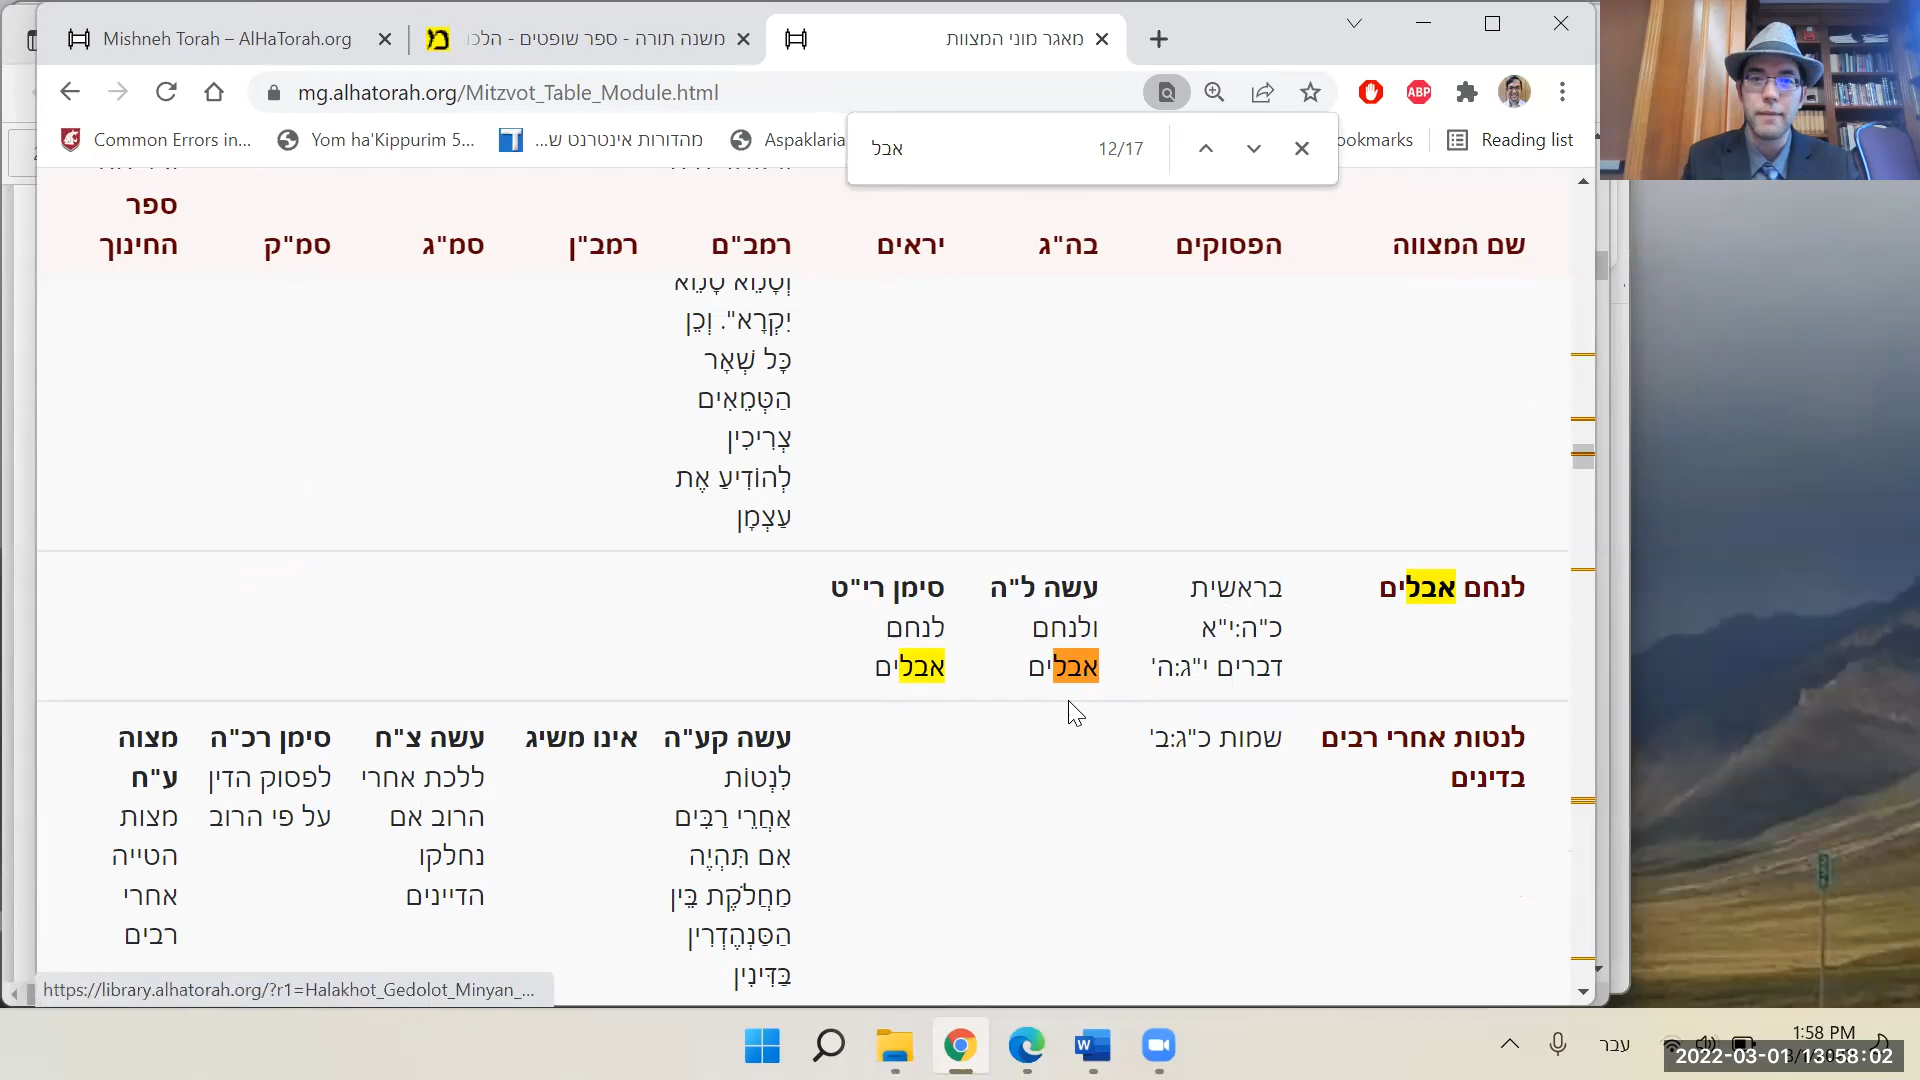 Mishneh Torah – AlHaTorah.org
משנה תורה - ספר שופטים - הלכו
מאגר מוני המצוות
mg.alhatorah.org/Mitzvot_Table_Module.html
ABP
Common Errors in...
Yom ha'Kippurim 5...
מהדורות אינטרנט ש...
Aspaklaria
אבל
12/17
ookmarks
Reading list
שם המצווה
הפסוקים
בה"ג
יראים
רמב"ם
רמב"ן
סמ"ג
סמ"ק
ספר
החינוך
וְטָמֵא טָמֵא
יִקְרָא". וְכֵן
כָּל שְׁאָר
הַטְּמֵאִים
צְרִיכִין
לְהוֹדִיעַ אֶת
עַצְמָן
לנחם אבלים
בראשית
כ"ה:י"א
דברים י"ג:ה'
עשה ל"ה
ולנחם
אבלים
סימן רי"ט
לנחם
אבלים
לנטות אחרי רבים
בדינים
שמות כ"ג:ב'
עשה קע"ה
לִנְטוֹת
אַחֲרֵי רַבִּים
אִם תִּהְיֶה
מַחֲלֹקֶת בֵּין
הַסַּנְהֶדְרִין
בַּדִּינִין
אינו משיג
עשה צ"ח
ללכת אחרי
הרוב אם
נחלקו
הדיינים
סימן רכ"ה
לפסוק הדין
על פי הרוב
מצוה
ע"ח
מצות
הטייה
אחרי
רבים
https://library.alhatorah.org/?r1=Halakhot_Gedolot_Minyan_...
עבר
1:58 PM
2022-03-01 13:58:02